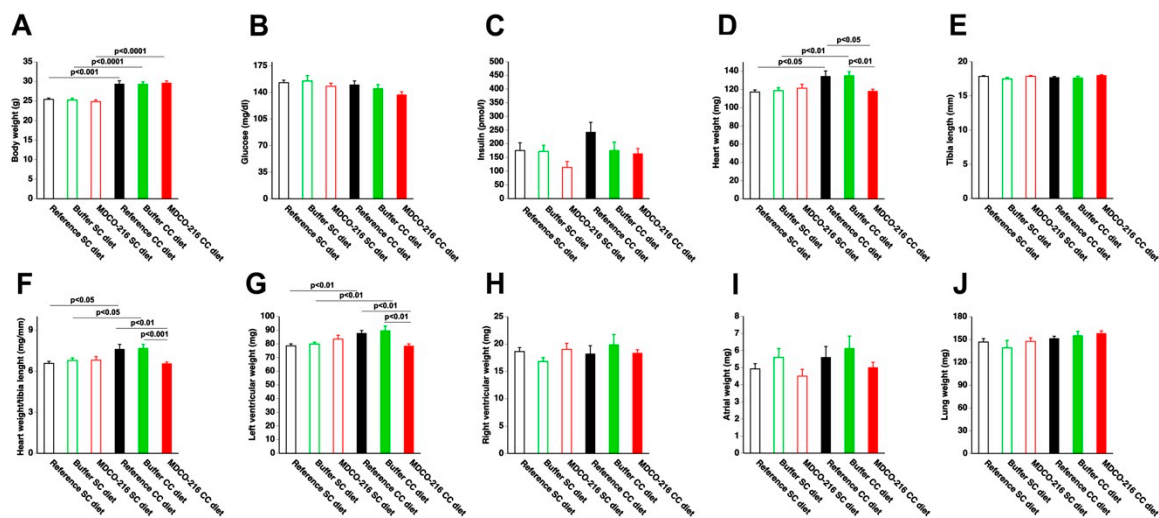 A
p<0.0001
p<0.0001
p<0.001
Body weight (g)
35
30
25
20
15
10
5
0
Reference SC diet
Buffer SC diet
MDCO-216 SC diet
Reference CC diet
Buffer CC diet
MDCO-216 CC diet
B
Glucose (mg/dl)
175
140
105
70
35
0
Reference SC diet
Buffer SC diet
MDCO-216 SC diet
Reference CC diet
Buffer CC diet
MDCO-216 CC diet
C
Insulin (pmol/l)
500
450
400
350
300
250
200
150
100
50
0
Reference SC diet
Buffer SC diet
MDCO-216 SC diet
Reference CC diet
Buffer CC diet
MDCO-216 CC diet
D
p<0.05
p<0.01
p<0.05
p<0.01
Heart weight (mg)
140
120
100
80
60
40
20
0
Reference SC diet
Buffer SC diet
MDCO-216 SC diet
Reference CC diet
Buffer CC diet
MDCO-216 CC diet
E
Tibia length (mm)
20
15
10
5
0
Reference SC diet
Buffer SC diet
MDCO-216 SC diet
Reference CC diet
Buffer CC diet
MDCO-216 CC diet
F
p<0.05
p<0.05
p<0.01
p<0.001
Heart weight/tibia lenght (mg/mm)
9
6
3
0
Reference SC diet
Buffer SC diet
MDCO-216 SC diet
Reference CC diet
Buffer CC diet
MDCO-216 CC diet
G
p<0.01
p<0.01
p<0.01
p<0.01
Left ventricular weight (mg)
100
90
80
70
60
50
40
30
20
10
0
Reference SC diet
Buffer SC diet
MDCO-216 SC diet
Reference CC diet
Buffer CC diet
MDCO-216 CC diet
H
Right ventricular weight (mg)
25
20
15
10
5
0
Reference SC diet
Buffer SC diet
MDCO-216 SC diet
Reference CC diet
Buffer CC diet
MDCO-216 CC diet
I
Atrial weight (mg)
8
7
6
5
4
3
2
1
0
Reference SC diet
Buffer SC diet
MDCO-216 SC diet
Reference CC diet
Buffer CC diet
MDCO-216 CC diet
J
Lung weight (mg)
180
150
120
90
60
30
0
Reference SC diet
Buffer SC diet
MDCO-216 SC diet
Reference CC diet
Buffer CC diet
MDCO-216 CC diet